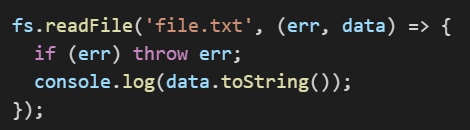 fs.readFile('file.txt', (err, data) => {
  if (err) throw err;
  console.log(data.toString());
});